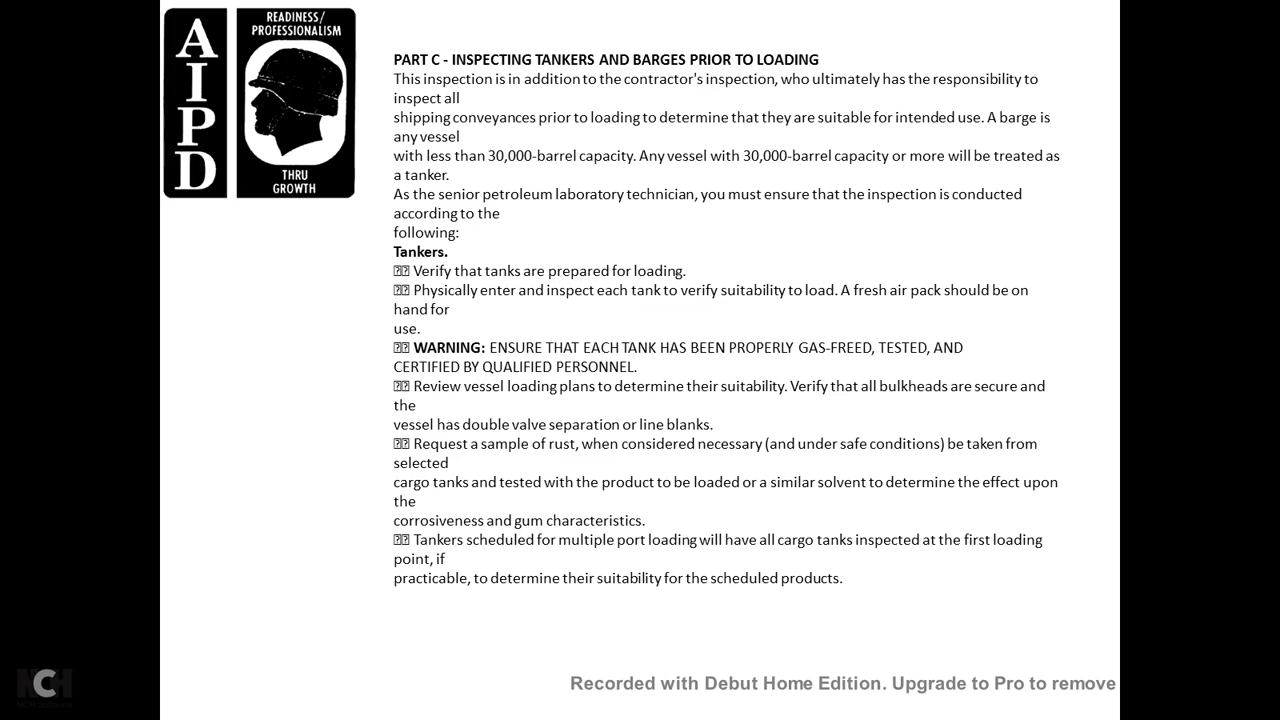 A
I
P
D
READINESS/
PROFESSIONALISM
THRU
GROWTH
PART C - INSPECTING TANKERS AND BARGES PRIOR TO LOADING
This inspection is in addition to the contractor's inspection, who ultimately has the responsibility to
inspect all
shipping conveyances prior to loading to determine that they are suitable for intended use. A barge is
any vessel
with less than 30,000-barrel capacity. Any vessel with 30,000-barrel capacity or more will be treated as
a tanker.
As the senior petroleum laboratory technician, you must ensure that the inspection is conducted
according to the
following:
Tankers.
Verify that tanks are prepared for loading.
Physically enter and inspect each tank to verify suitability to load. A fresh air pack should be on
hand for
use.
WARNING: ENSURE THAT EACH TANK HAS BEEN PROPERLY GAS-FREED, TESTED, AND
CERTIFIED BY QUALIFIED PERSONNEL.
Review vessel loading plans to determine their suitability. Verify that all bulkheads are secure and
the
vessel has double valve separation or line blanks.
Request a sample of rust, when considered necessary (and under safe conditions) be taken from
selected
cargo tanks and tested with the product to be loaded or a similar solvent to determine the effect upon
the
corrosiveness and gum characteristics.
Tankers scheduled for multiple port loading will have all cargo tanks inspected at the first loading
point, if
practicable, to determine their suitability for the scheduled products.
NCH
Recorded with Debut Home Edition. Upgrade to Pro to remove